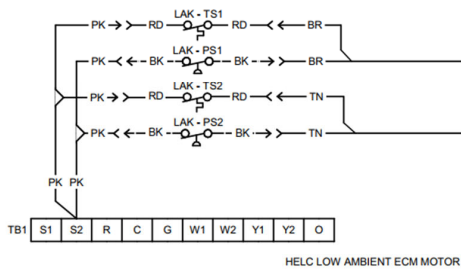 LAK - TS1
PK RD RD BR
LAK - PS1
PK BK BK BR
LAK - TS2
PK RD RD TN
LAK - PS2
PK BK BK TN
PK PK
TB1 S1 S2 R C G W1 W2 Y1 Y2 O
HELC LOW AMBIENT ECM MOTOR